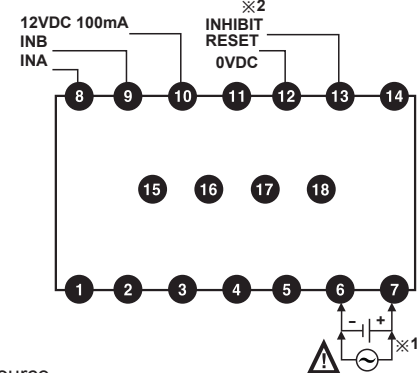 ※2
12VDC 100mA
INHIBIT
INB
RESET
INA
0VDC
8 9 10 11 12 13 14
15 16 17 18
1 2 3 4 5 6 7
- +
※1